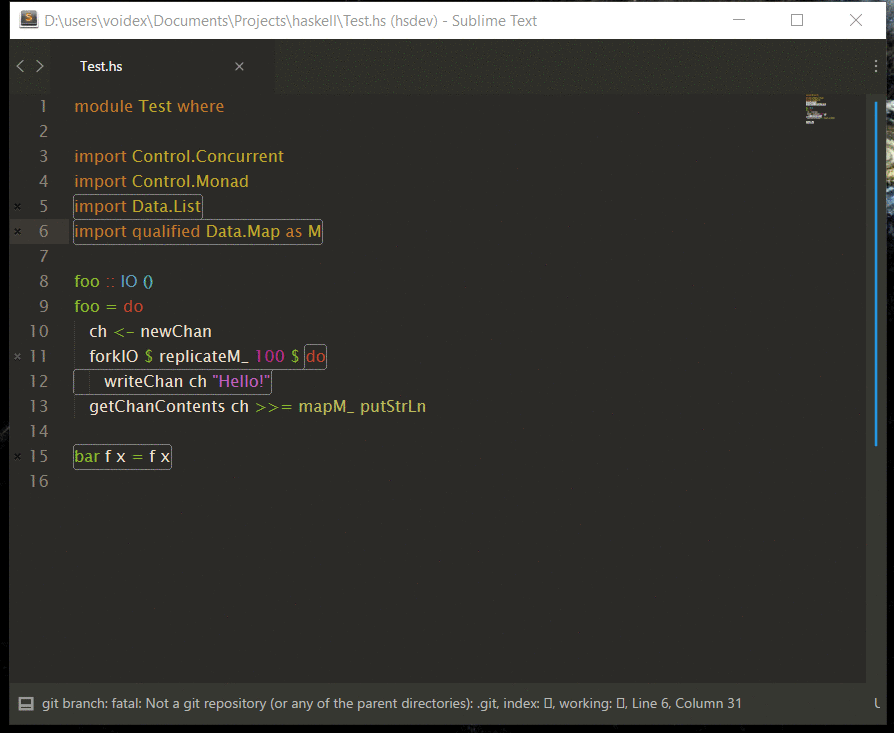 D:\users\voidex\Documents\Projects\haskell\Test.hs (hsdev) - Sublime Text
Test.hs
1 module Test where
2
3 import Control.Concurrent
4 import Control.Monad
5 import Data.List
6 import qualified Data.Map as M
7
8 foo :: IO ()
9 foo = do
10 ch <- newChan
11 forkIO $ replicateM_ 100 $ do
12 writeChan ch "Hello!"
13 getChanContents ch >>= mapM_ putStrLn
14
15 bar f x = f x
16
git branch: fatal: Not a git repository (or any of the parent directories): .git, index: ▯, working: ▯, Line 6, Column 31